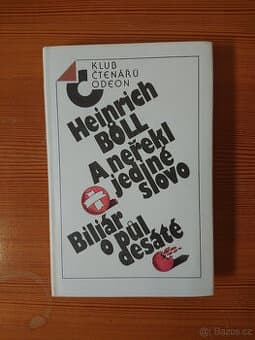 KLUB
ČTENÁŘŮ
ODEON
Heinrich
BÖLL
A neřekl
jediné
slovo
Biliár
o půl
desáté
Bazos.cz